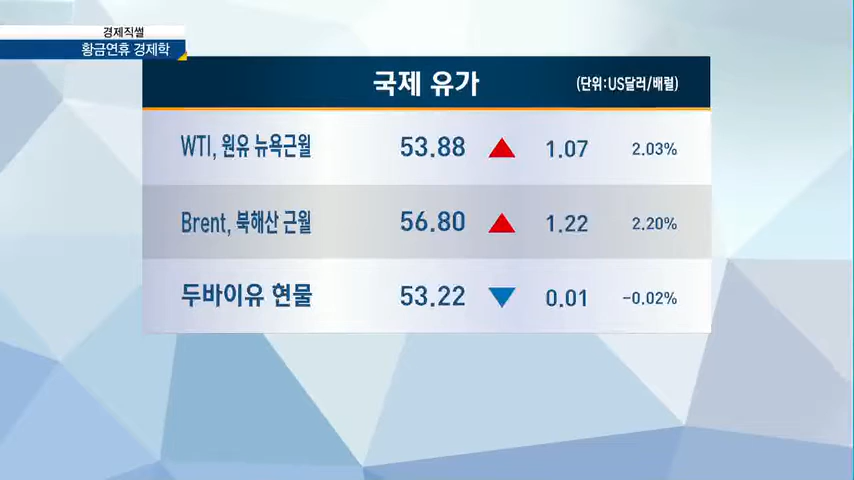 경제직썰
황금연휴 경제학
국제 유가 (단위:US달러/배럴)
WTI, 원유 뉴욕근월 53.88 ▲ 1.07 2.03%
Brent, 북해산 근월 56.80 ▲ 1.22 2.20%
두바이유 현물 53.22 ▼ 0.01 -0.02%